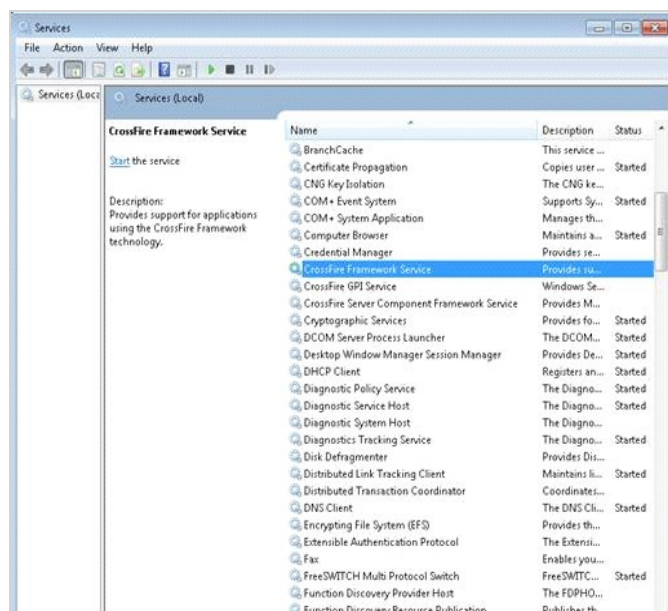 Services
File Action View Help
Services (Loca
Services (Local)
CrossFire Framework Service
Start the service
Description:
Provides support for applications
using the CrossFire Framework
technology.
Name Description Status
BranchCache This service ...
Certificate Propagation Copies user ... Started
CNG Key Isolation The CNG ke...
COM+ Event System Supports Sy... Started
COM+ System Application Manages th...
Computer Browser Maintains a... Started
Credential Manager Provides se...
CrossFire Framework Service Provides su...
CrossFire GPI Service Windows Se...
CrossFire Server Component Framework Service Provides M...
Cryptographic Services Provides fo... Started
DCOM Server Process Launcher The DCOM... Started
Desktop Window Manager Session Manager Provides De... Started
DHCP Client Registers an... Started
Diagnostic Policy Service The Diagno... Started
Diagnostic Service Host The Diagno... Started
Diagnostic System Host The Diagno...
Diagnostics Tracking Service The Diagno... Started
Disk Defragmenter Provides Dis...
Distributed Link Tracking Client Maintains li... Started
Distributed Transaction Coordinator Coordinates...
DNS Client The DNS Cli... Started
Encrypting File System (EFS) Provides th...
Extensible Authentication Protocol The Extensi...
Fax Enables you...
FreeSWITCH Multi Protocol Switch FreeSWITC... Started
Function Discovery Provider Host The FDPHO...
Function Discovery Resource Publication Publishes th...